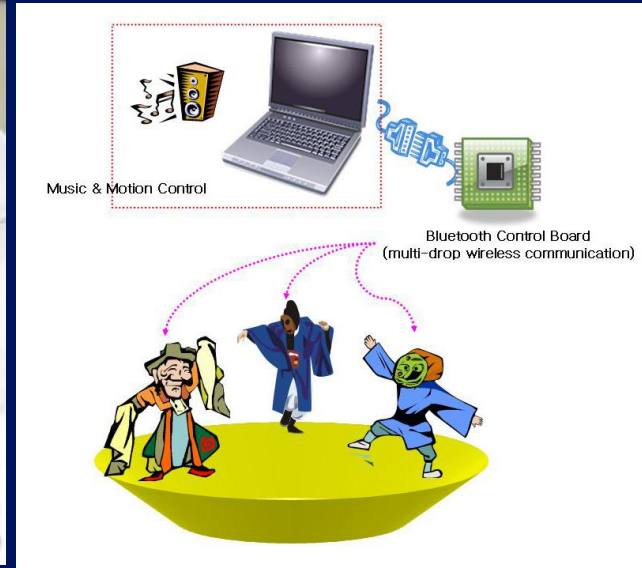 Music & Motion Control
Bluetooth Control Board
(multi-drop wireless communication)